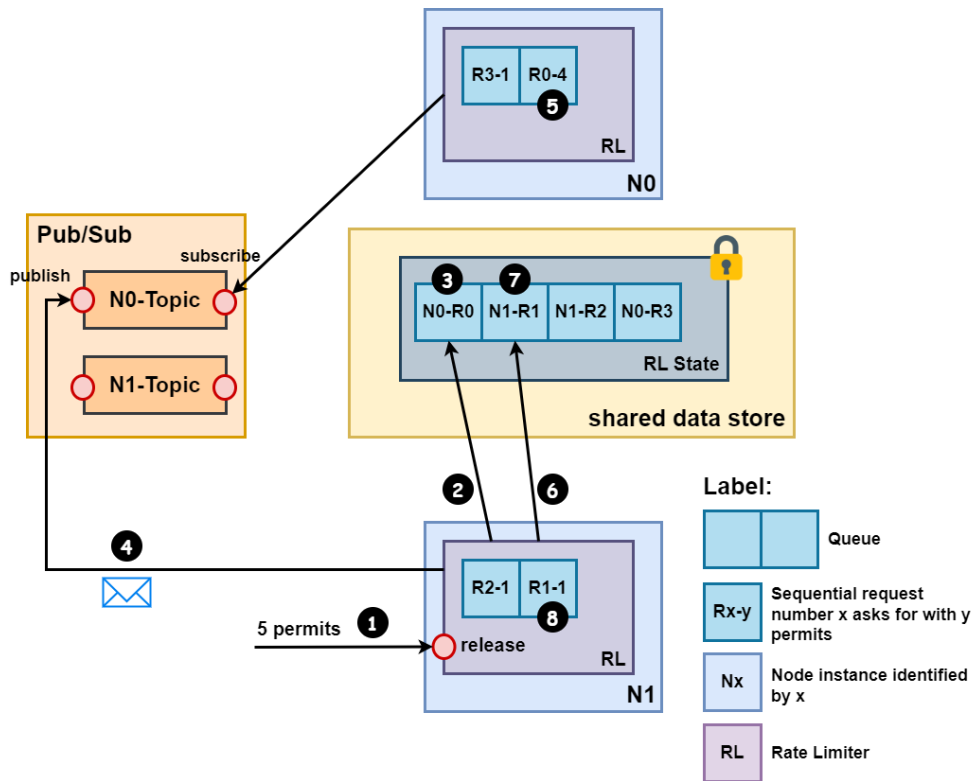 R3-1 R0-4
5
RL
N0
Pub/Sub
subscribe
publish
N0-Topic
N1-Topic
3 7
N0-R0 N1-R1 N1-R2 N0-R3
RL State
shared data store
2 6
4
R2-1 R1-1
8
5 permits 1
release
RL
N1
Label:
Queue
Rx-y
Sequential request
number x asks for with y
permits
Nx
Node instance identified
by x
RL
Rate Limiter